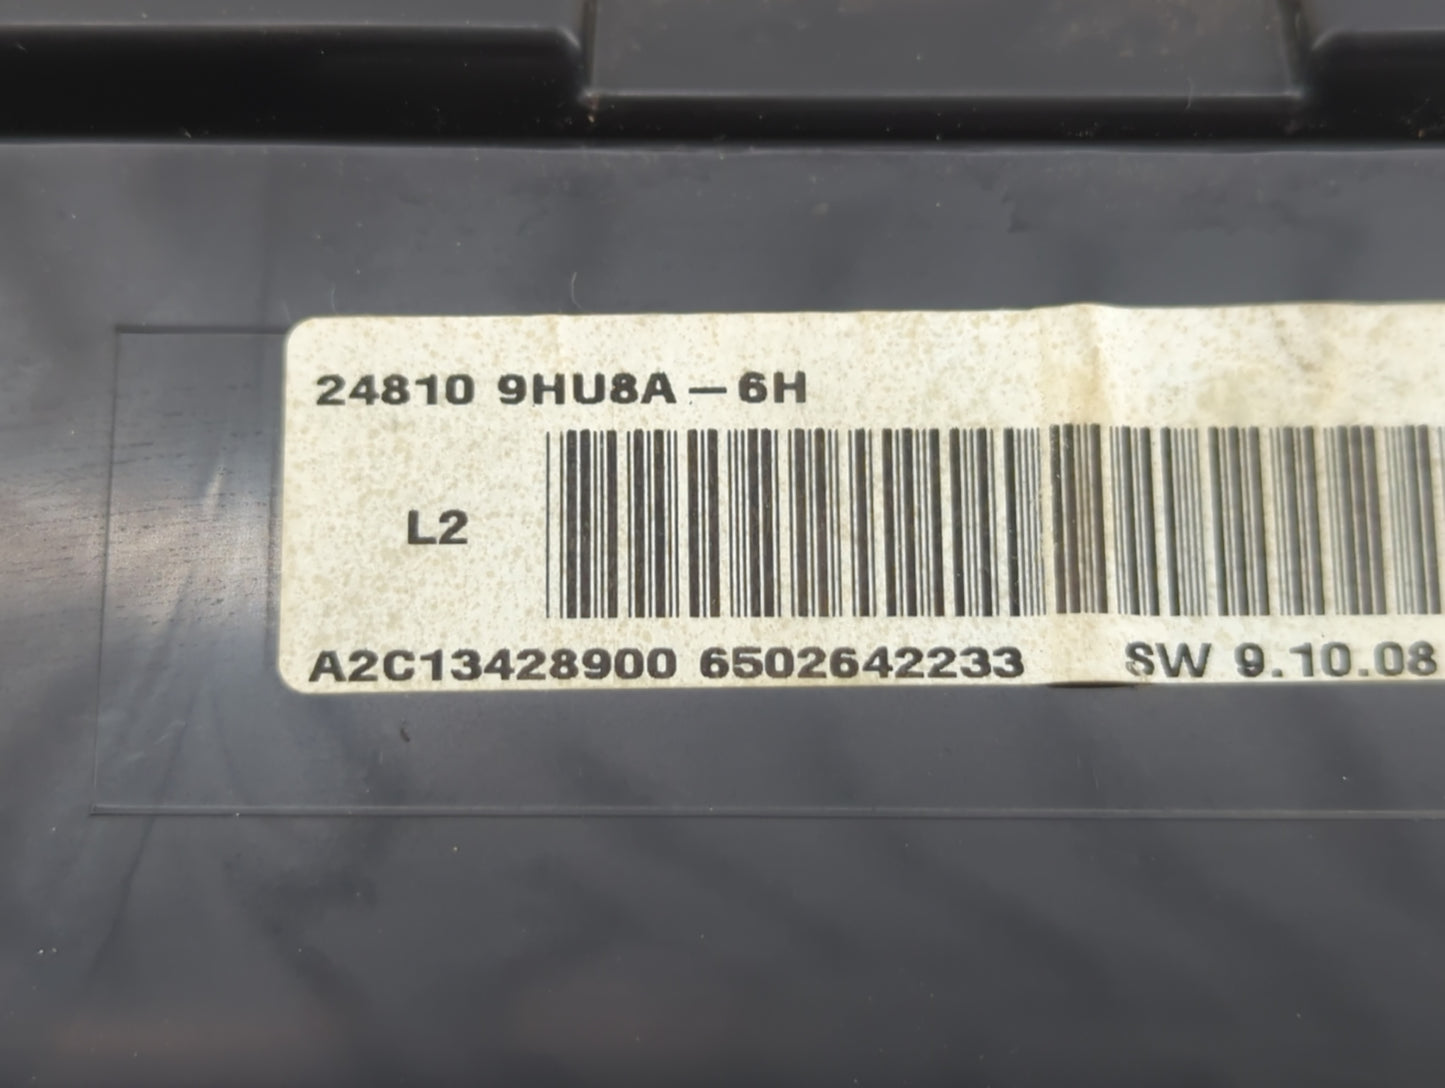 24810 9HU8A – 6H
L2
A2C13428900 6502642233 SW 9.10.08